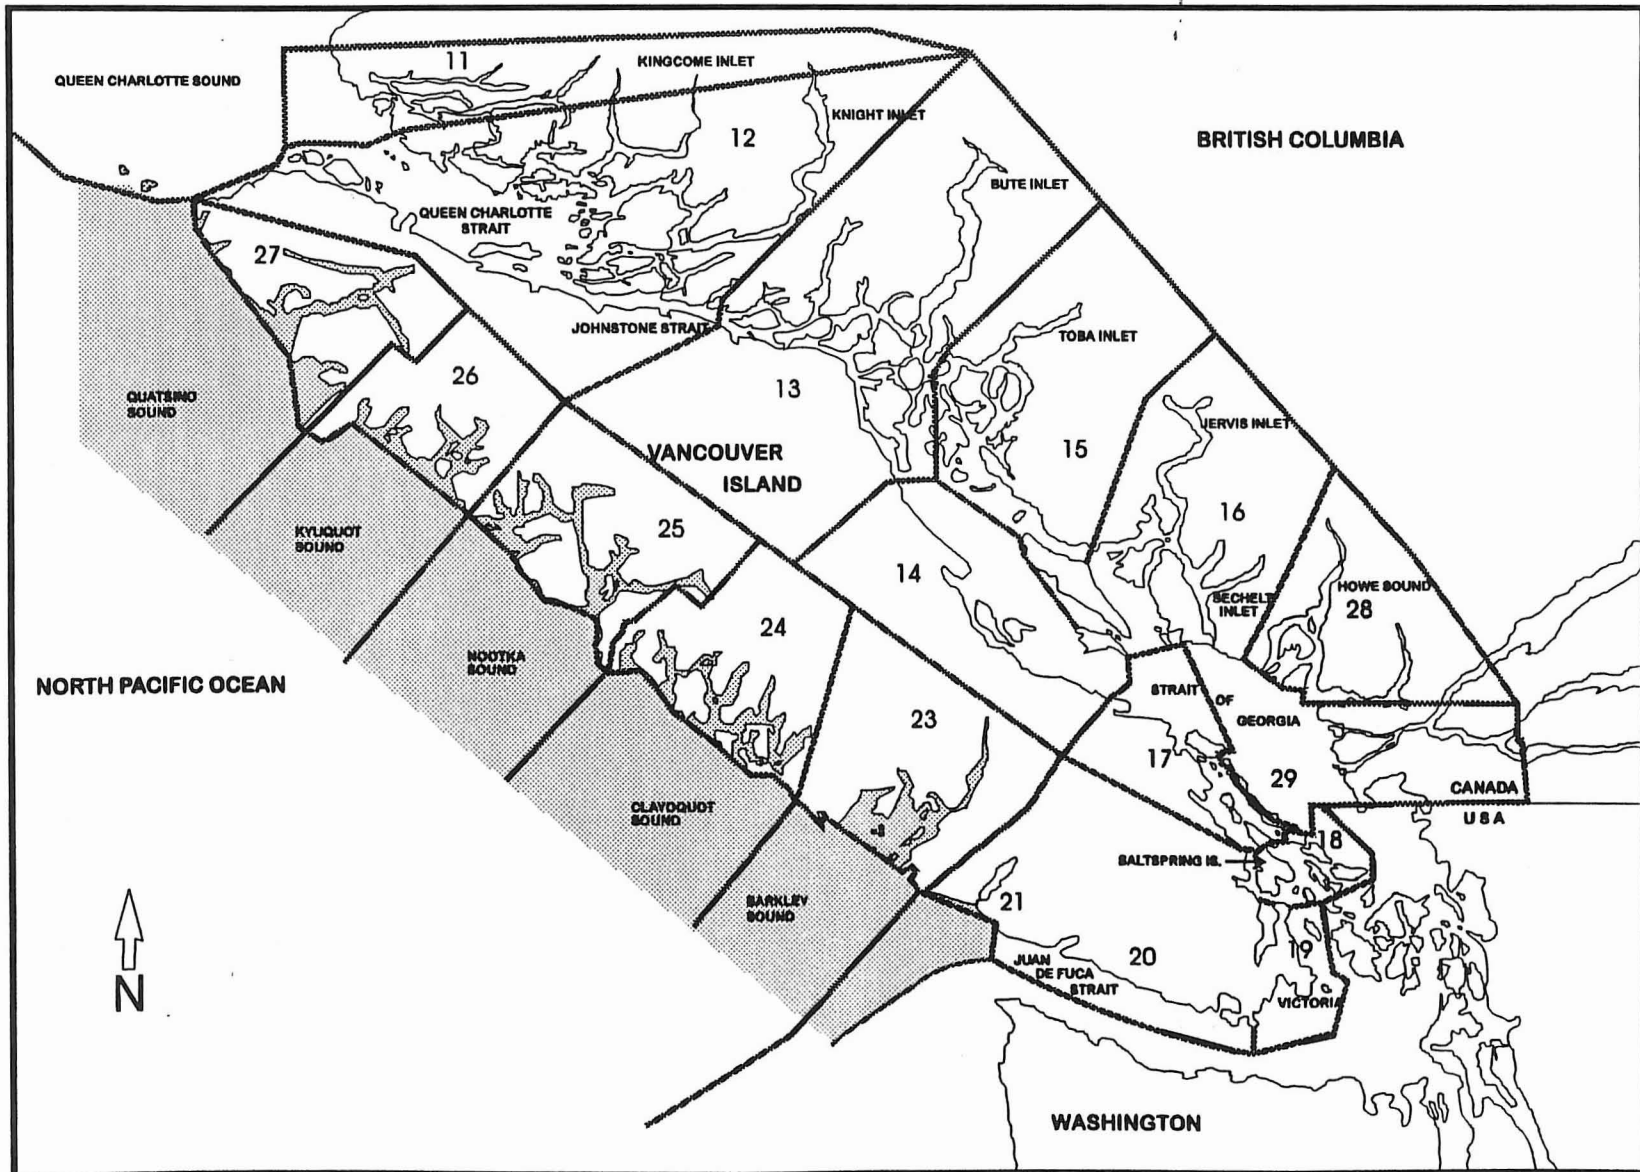 11
KINGCOME INLET
QUEEN CHARLOTTE SOUND
KNIGHT INLET
12
BRITISH COLUMBIA
BUTE INLET
QUEEN CHARLOTTE
STRAIT
27
JOHNSTONE STRAIT
TOBA INLET
26
13
QUATSINO
SOUND
JERVIS INLET
VANCOUVER
ISLAND
15
16
25
KYUQUOT
SOUND
14
HOWE SOUND
SECHELT
INLET
28
24
NOOTKA
SOUND
NORTH PACIFIC OCEAN
STRAIT
OF
GEORGIA
23
17
29
CANADA
USA
CLAYOQUOT
SOUND
18
SALTSPRING IS.
BARKLEY
SOUND
21
19
20
JUAN
DE FUCA
STRAIT
N
VICTORIA
WASHINGTON